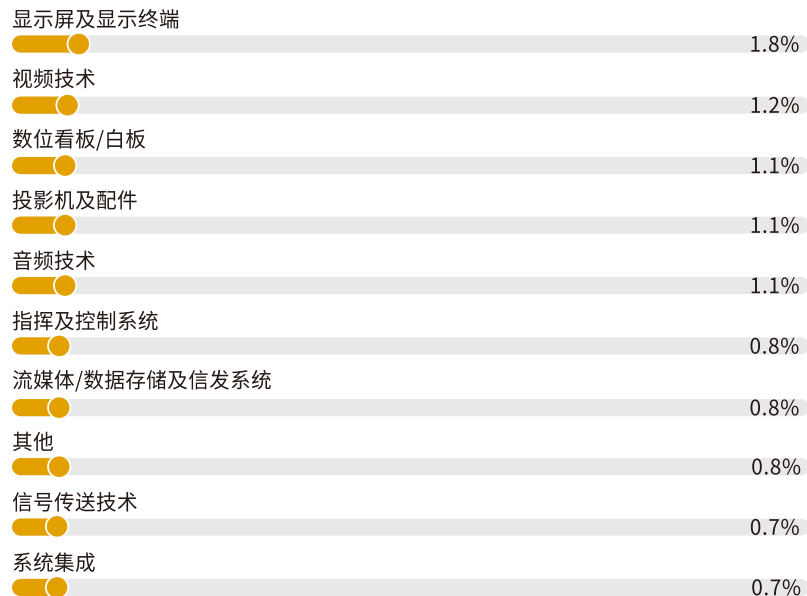 显示屏及显示终端
1.8%
视频技术
1.2%
数位看板/白板
1.1%
投影机及配件
1.1%
音频技术
1.1%
指挥及控制系统
0.8%
流媒体/数据存储及信发系统
0.8%
其他
0.8%
信号传送技术
0.7%
系统集成
0.7%